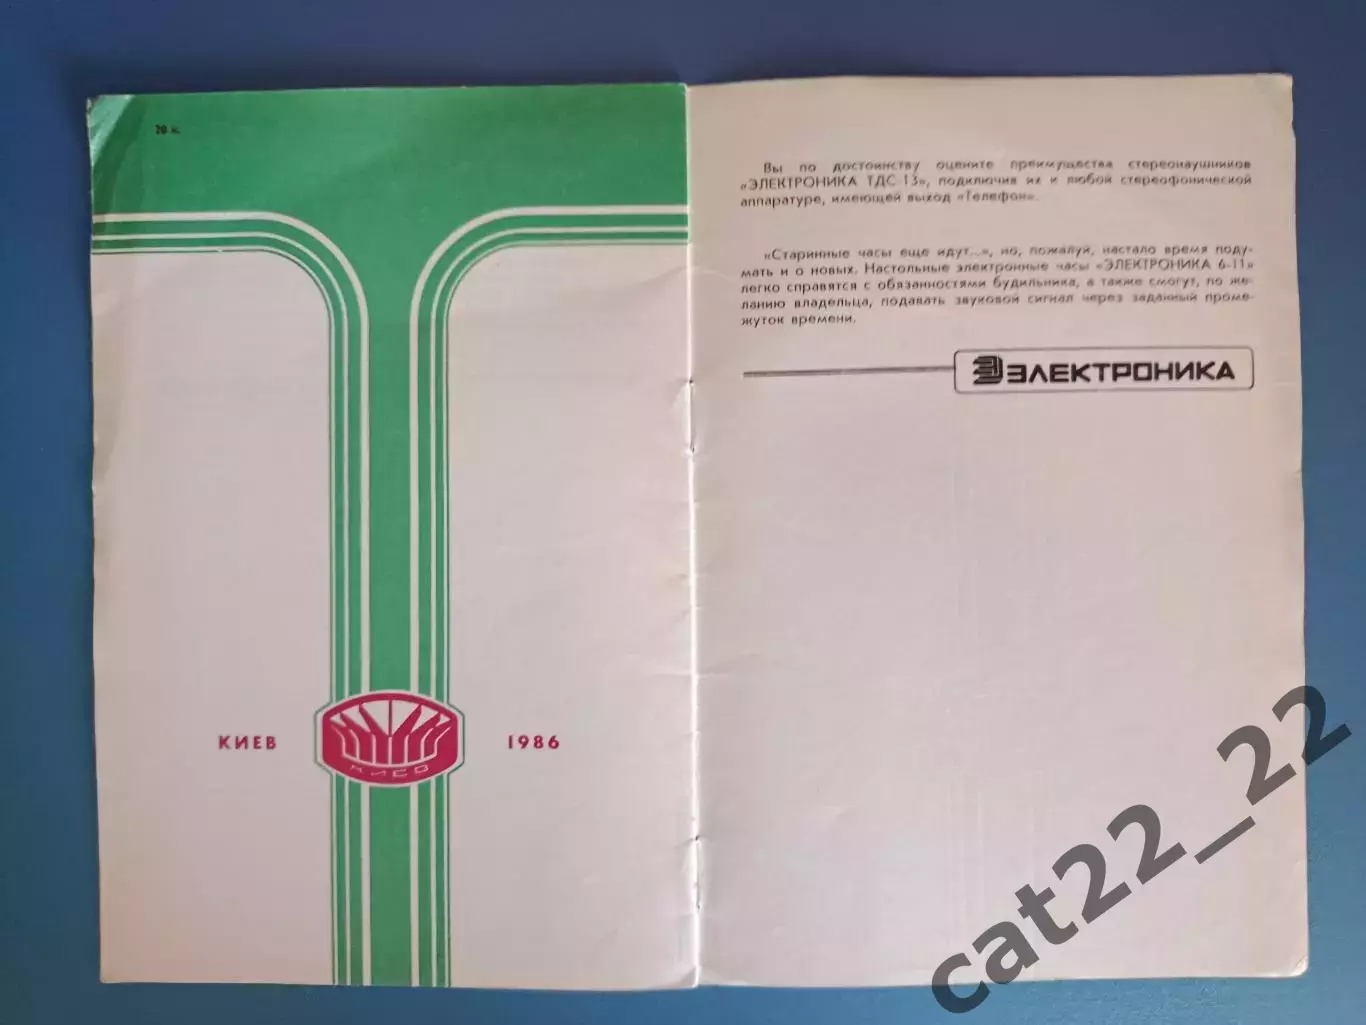 20 к.
КИЕВ 1986
КИСО
Вы по достоинству оцените преимущества стереонаушников
«ЭЛЕКТРОНИКА ТДС-13», подключив их к любой стереофонической
аппаратуре, имеющей выход «Телефон».
«Старинные часы еще идут...», но, пожалуй, настало время поду-
мать и о новых. Настольные электронные часы «ЭЛЕКТРОНИКА 6-11»
легко справятся с обязанностями будильника, а также смогут, по же-
ланию владельца, подавать звуковой сигнал через заданный проме-
жуток времени.
ЭЛЕКТРОНИКА
cat22_22